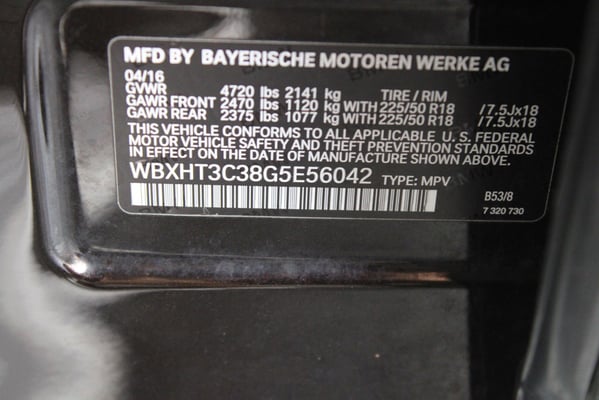 MFD BY BAYERISCHE MOTOREN WERKE AG
04/16
GVWR 4720 lbs 2141 kg TIRE / RIM
GAWR FRONT 2470 lbs 1120 kg WITH 225/50 R18 /7.5Jx18
GAWR REAR 2375 lbs 1077 kg WITH 225/50 R18 /7.5Jx18
THIS VEHICLE CONFORMS TO ALL APPLICABLE U.S. FEDERAL
MOTOR VEHICLE SAFETY AND THEFT PREVENTION STANDARDS
IN EFFECT ON THE DATE OF MANUFACTURE SHOWN ABOVE.
WBXHT3C38G5E56042 TYPE: MPV
B53/8
7 320 730